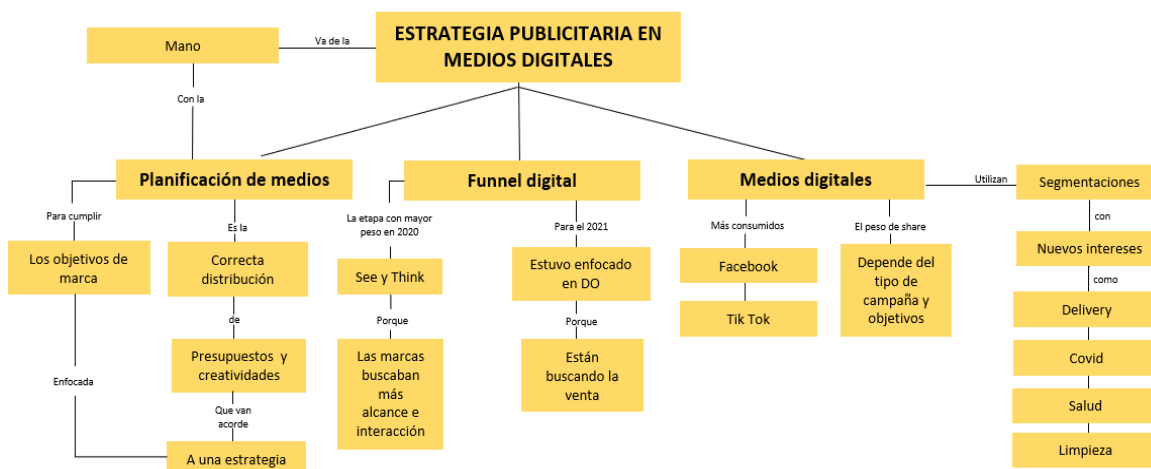 ESTRATEGIA PUBLICITARIA EN
MEDIOS DIGITALES
Va de la
Mano
Con la
Planificación de medios
Funnel digital
Medios digitales
Utilizan
Segmentaciones
Para cumplir
Es la
La etapa con mayor
peso en 2020
Para el 2021
Más consumidos
El peso de share
con
Los objetivos de
marca
Correcta
distribución
See y Think
Estuvo enfocado
en DO
Facebook
Depende del
tipo de
campaña y
objetivos
Nuevos intereses
como
Tik Tok
Delivery
de
Porque
Porque
Presupuestos y
creatividades
Las marcas
buscaban
más
alcance e
interacción
Están
buscando la
venta
Covid
Enfocada
Que van
acorde
Salud
A una estrategia
Limpieza